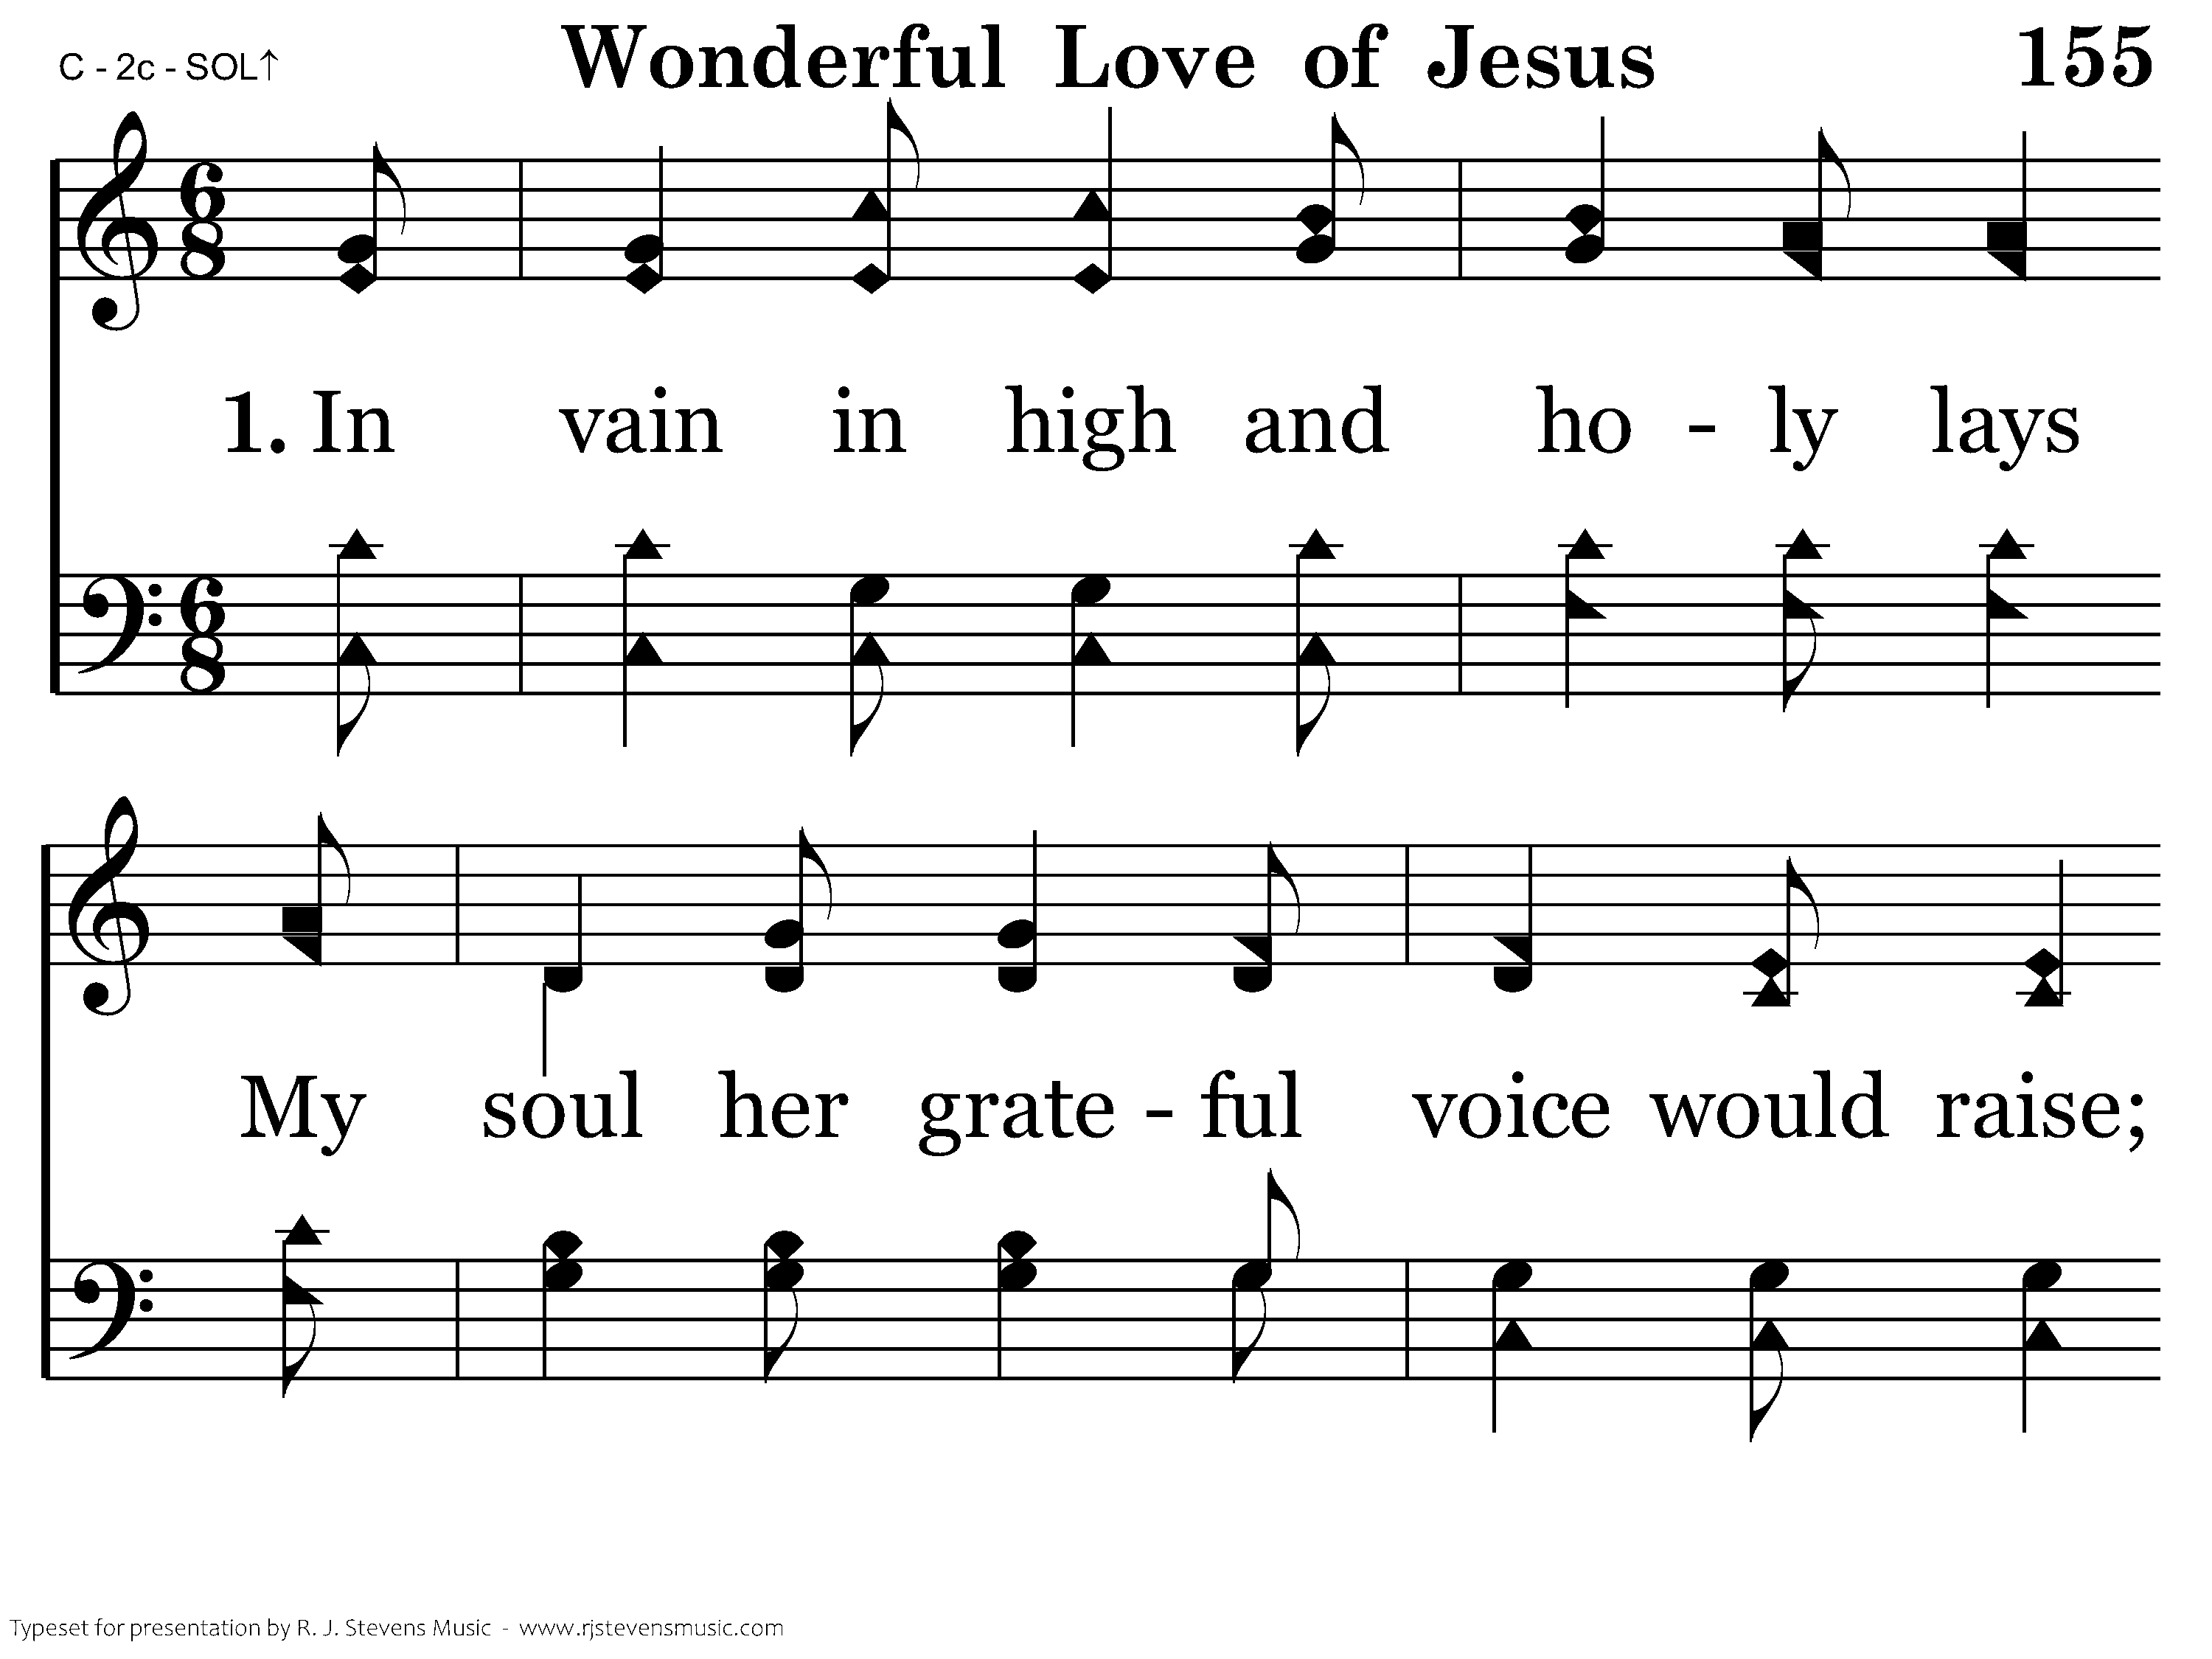 C - 2c - SOL↑ Wonderful Love of Jesus 155
1. In vain in high and ho - ly lays
My soul her grate - ful voice would raise;
Typeset for presentation by R. J. Stevens Music - www.rjstevensmusic.com